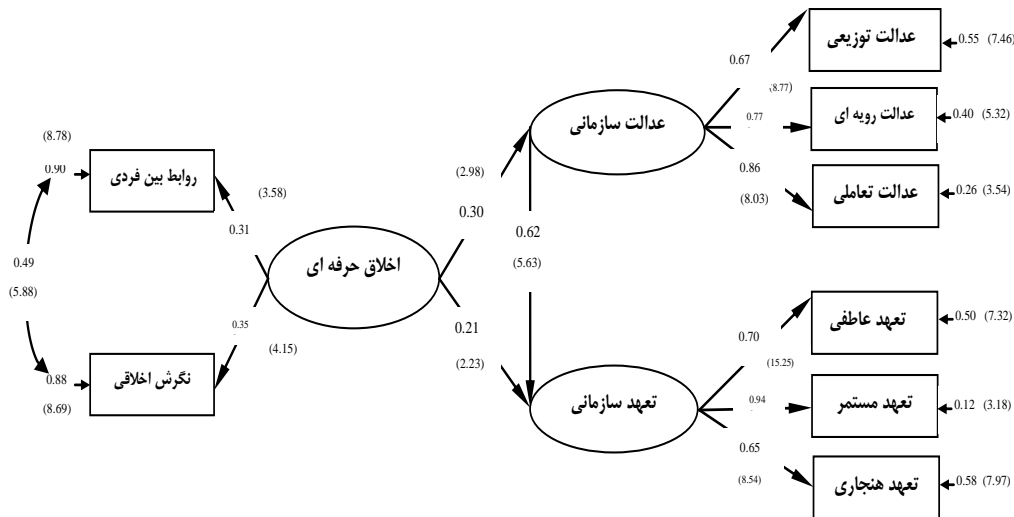 عدالت توزیعی
0.55 (7.46)
0.67
(8.77)
عدالت رویه ای
0.40 (5.32)
0.77
عدالت سازمانی
0.86
(8.03)
عدالت تعاملی
0.26 (3.54)
(8.78)
0.90
روابط بین فردی
(3.58)
0.31
(2.98)
0.30
0.62
(5.63)
0.49
(5.88)
اخلاق حرفه ای
0.35
(4.15)
0.21
(2.23)
0.88
(8.69)
نگرش اخلاقی
تعهد عاطفی
0.50 (7.32)
0.70
(15.25)
تعهد سازمانی
0.94
تعهد مستمر
0.12 (3.18)
0.65
(8.54)
تعهد هنجاری
0.58 (7.97)